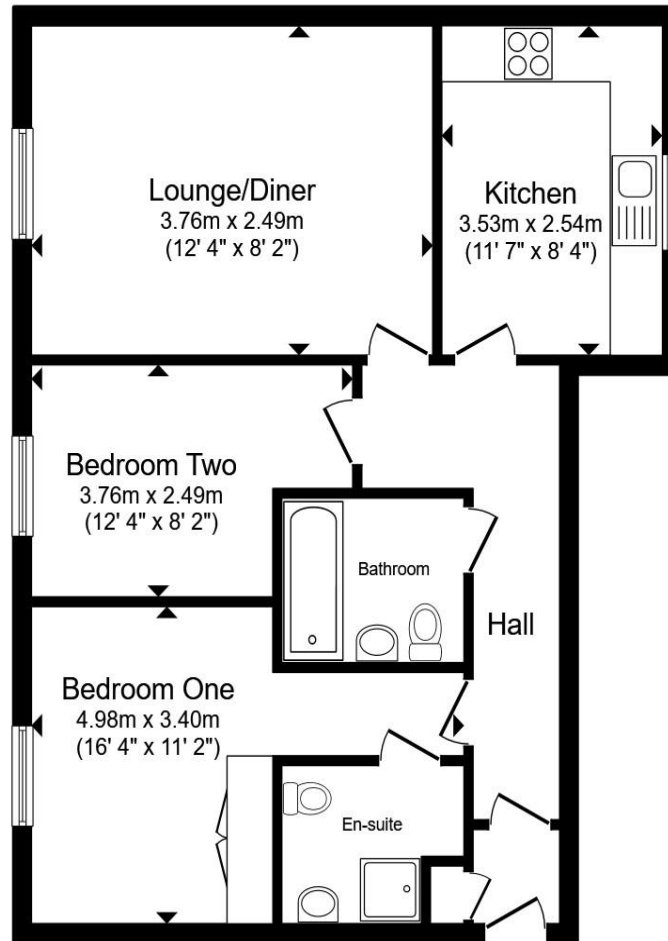 Lounge/Diner
3.76m x 2.49m
(12' 4" x 8' 2")
Kitchen
3.53m x 2.54m
(11' 7" x 8' 4")
Bedroom Two
3.76m x 2.49m
(12' 4" x 8' 2")
Bathroom
Hall
Bedroom One
4.98m x 3.40m
(16' 4" x 11' 2")
En-suite